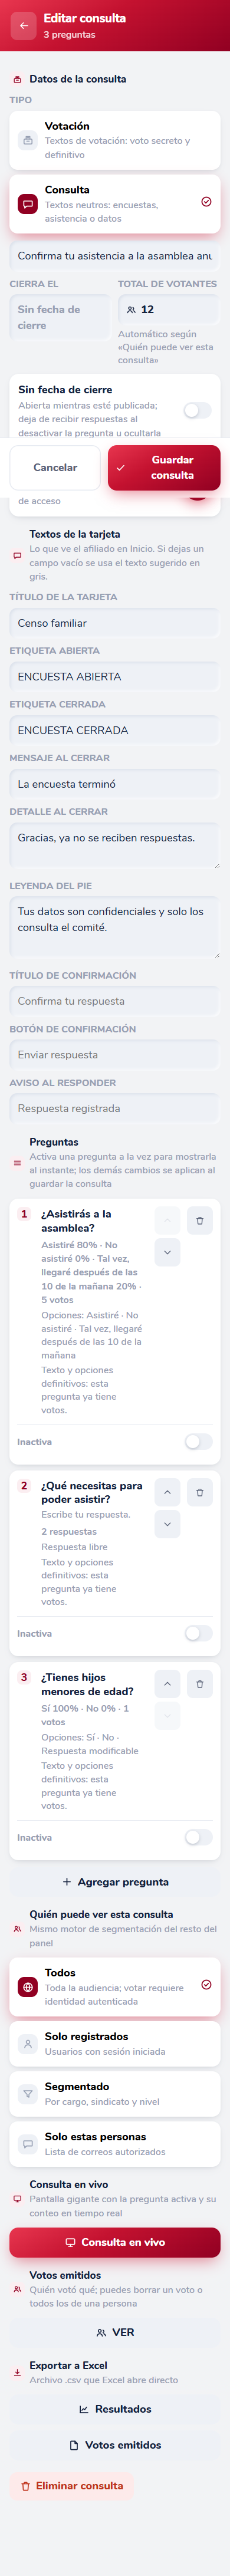 Editar consulta
3 preguntas
Datos de la consulta
TIPO
Votación
Textos de votación: voto secreto y
definitivo
Consulta
Textos neutros: encuestas,
asistencia o datos
Confirma tu asistencia a la asamblea anu
CIERRA EL
TOTAL DE VOTANTES
Sin fecha de
cierre
12
Automático según
«Quién puede ver esta
consulta»
Sin fecha de cierre
Abierta mientras esté publicada;
deja de recibir respuestas al
desactivar la pregunta u ocultarla
Cancelar
Guardar
consulta
de acceso
Textos de la tarjeta
Lo que ve el afiliado en Inicio. Si dejas un
campo vacío se usa el texto sugerido en
gris.
TÍTULO DE LA TARJETA
Censo familiar
ETIQUETA ABIERTA
ENCUESTA ABIERTA
ETIQUETA CERRADA
ENCUESTA CERRADA
MENSAJE AL CERRAR
La encuesta terminó
DETALLE AL CERRAR
Gracias, ya no se reciben respuestas.
LEYENDA DEL PIE
Tus datos son confidenciales y solo los
consulta el comité.
TÍTULO DE CONFIRMACIÓN
Confirma tu respuesta
BOTÓN DE CONFIRMACIÓN
Enviar respuesta
AVISO AL RESPONDER
Respuesta registrada
Preguntas
Activa una pregunta a la vez para mostrarla
al instante; los demás cambios se aplican al
guardar la consulta
1
¿Asistirás a la
asamblea?
Asistiré 80% · No
asistiré 0% · Tal vez,
llegaré después de las
10 de la mañana 20% ·
5 votos
Opciones: Asistiré · No
asistiré · Tal vez, llegaré
después de las 10 de la
mañana
Texto y opciones
definitivos: esta
pregunta ya tiene
votos.
Inactiva
2
¿Qué necesitas para
poder asistir?
Escribe tu respuesta.
2 respuestas
Respuesta libre
Texto y opciones
definitivos: esta
pregunta ya tiene
votos.
Inactiva
3
¿Tienes hijos
menores de edad?
Sí 100% · No 0% · 1
votos
Opciones: Sí · No ·
Respuesta modificable
Texto y opciones
definitivos: esta
pregunta ya tiene
votos.
Inactiva
Agregar pregunta
Quién puede ver esta consulta
Mismo motor de segmentación del resto del
panel
Todos
Toda la audiencia; votar requiere
identidad autenticada
Solo registrados
Usuarios con sesión iniciada
Segmentado
Por cargo, sindicato y nivel
Solo estas personas
Lista de correos autorizados
Consulta en vivo
Pantalla gigante con la pregunta activa y su
conteo en tiempo real
Consulta en vivo
Votos emitidos
Quién votó qué; puedes borrar un voto o
todos los de una persona
VER
Exportar a Excel
Archivo .csv que Excel abre directo
Resultados
Votos emitidos
Eliminar consulta